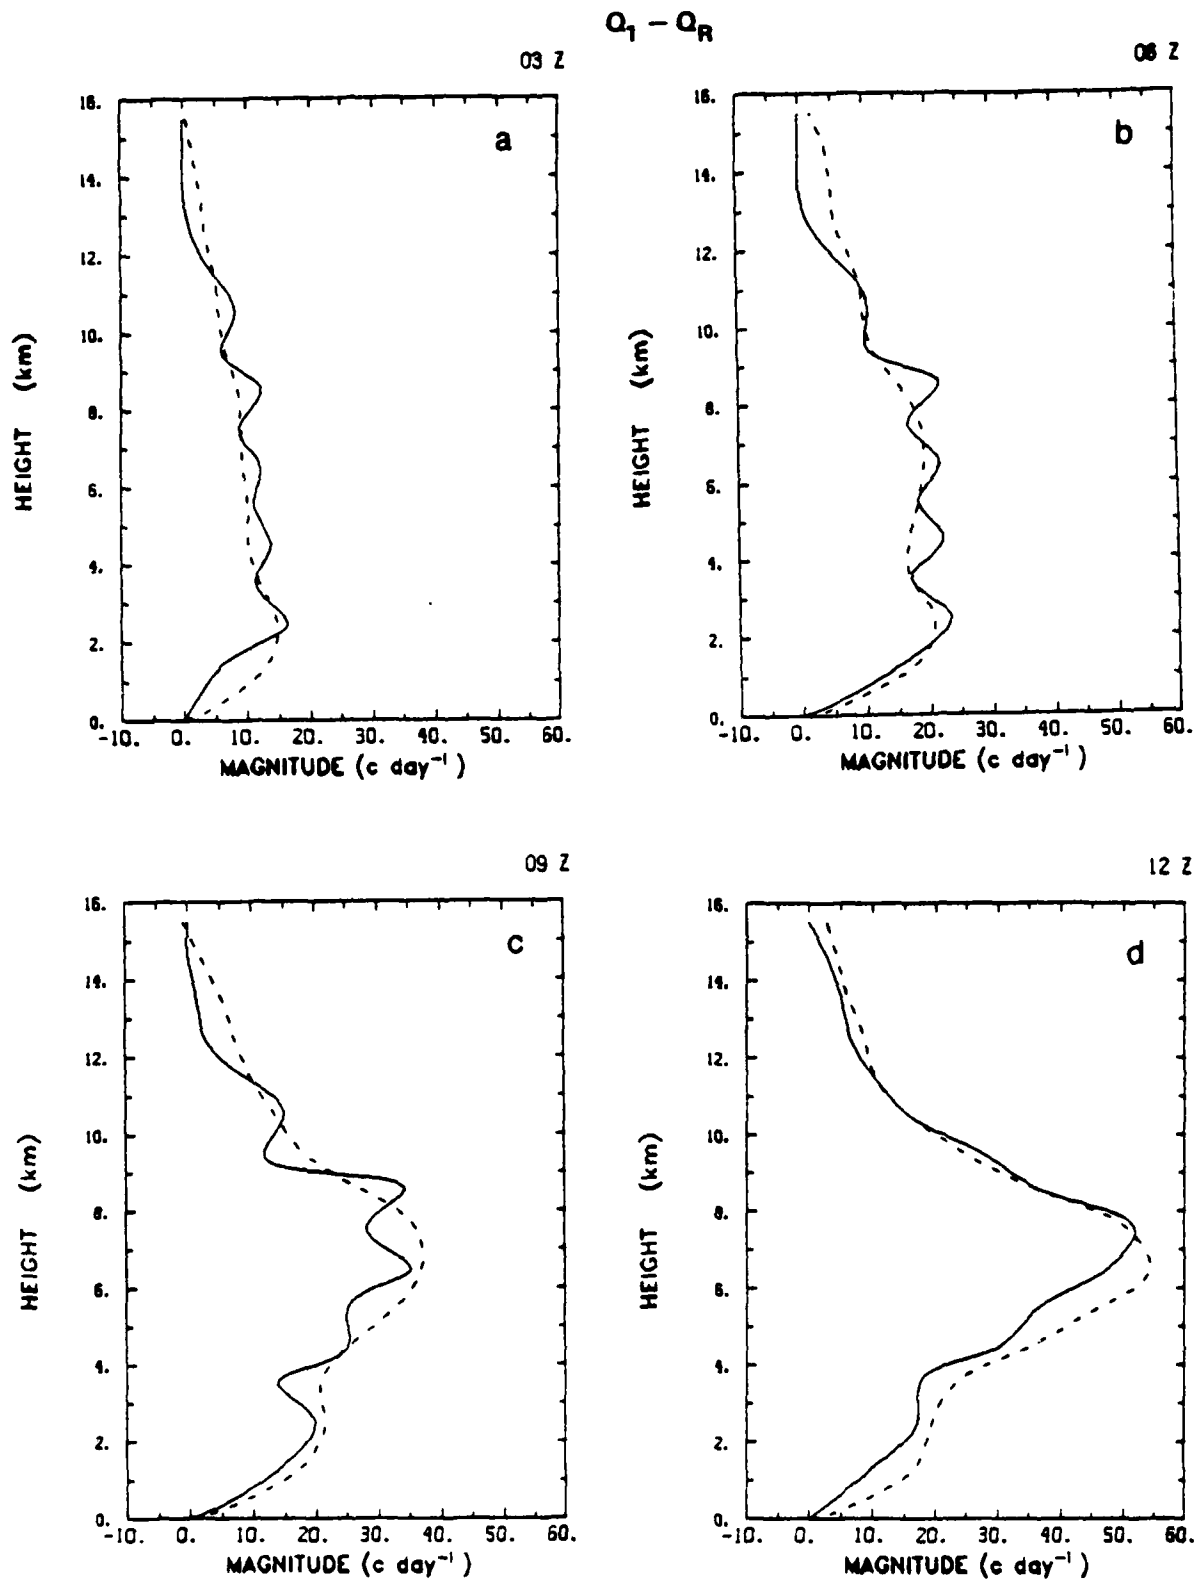 Q₁ – Q_R
03 Z
06 Z
a
b
16.
14.
12.
10.
8.
6.
4.
2.
0.
HEIGHT (km)
-10. 0. 10. 20. 30. 40. 50. 60.
MAGNITUDE (c day⁻¹)
16.
14.
12.
10.
8.
6.
4.
2.
0.
HEIGHT (km)
-10. 0. 10. 20. 30. 40. 50. 60.
MAGNITUDE (c day⁻¹)
09 Z
12 Z
c
d
16.
14.
12.
10.
8.
6.
4.
2.
0.
HEIGHT (km)
-10. 0. 10. 20. 30. 40. 50. 60.
MAGNITUDE (c day⁻¹)
16.
14.
12.
10.
8.
6.
4.
2.
0.
HEIGHT (km)
-10. 0. 10. 20. 30. 40. 50. 60.
MAGNITUDE (c day⁻¹)